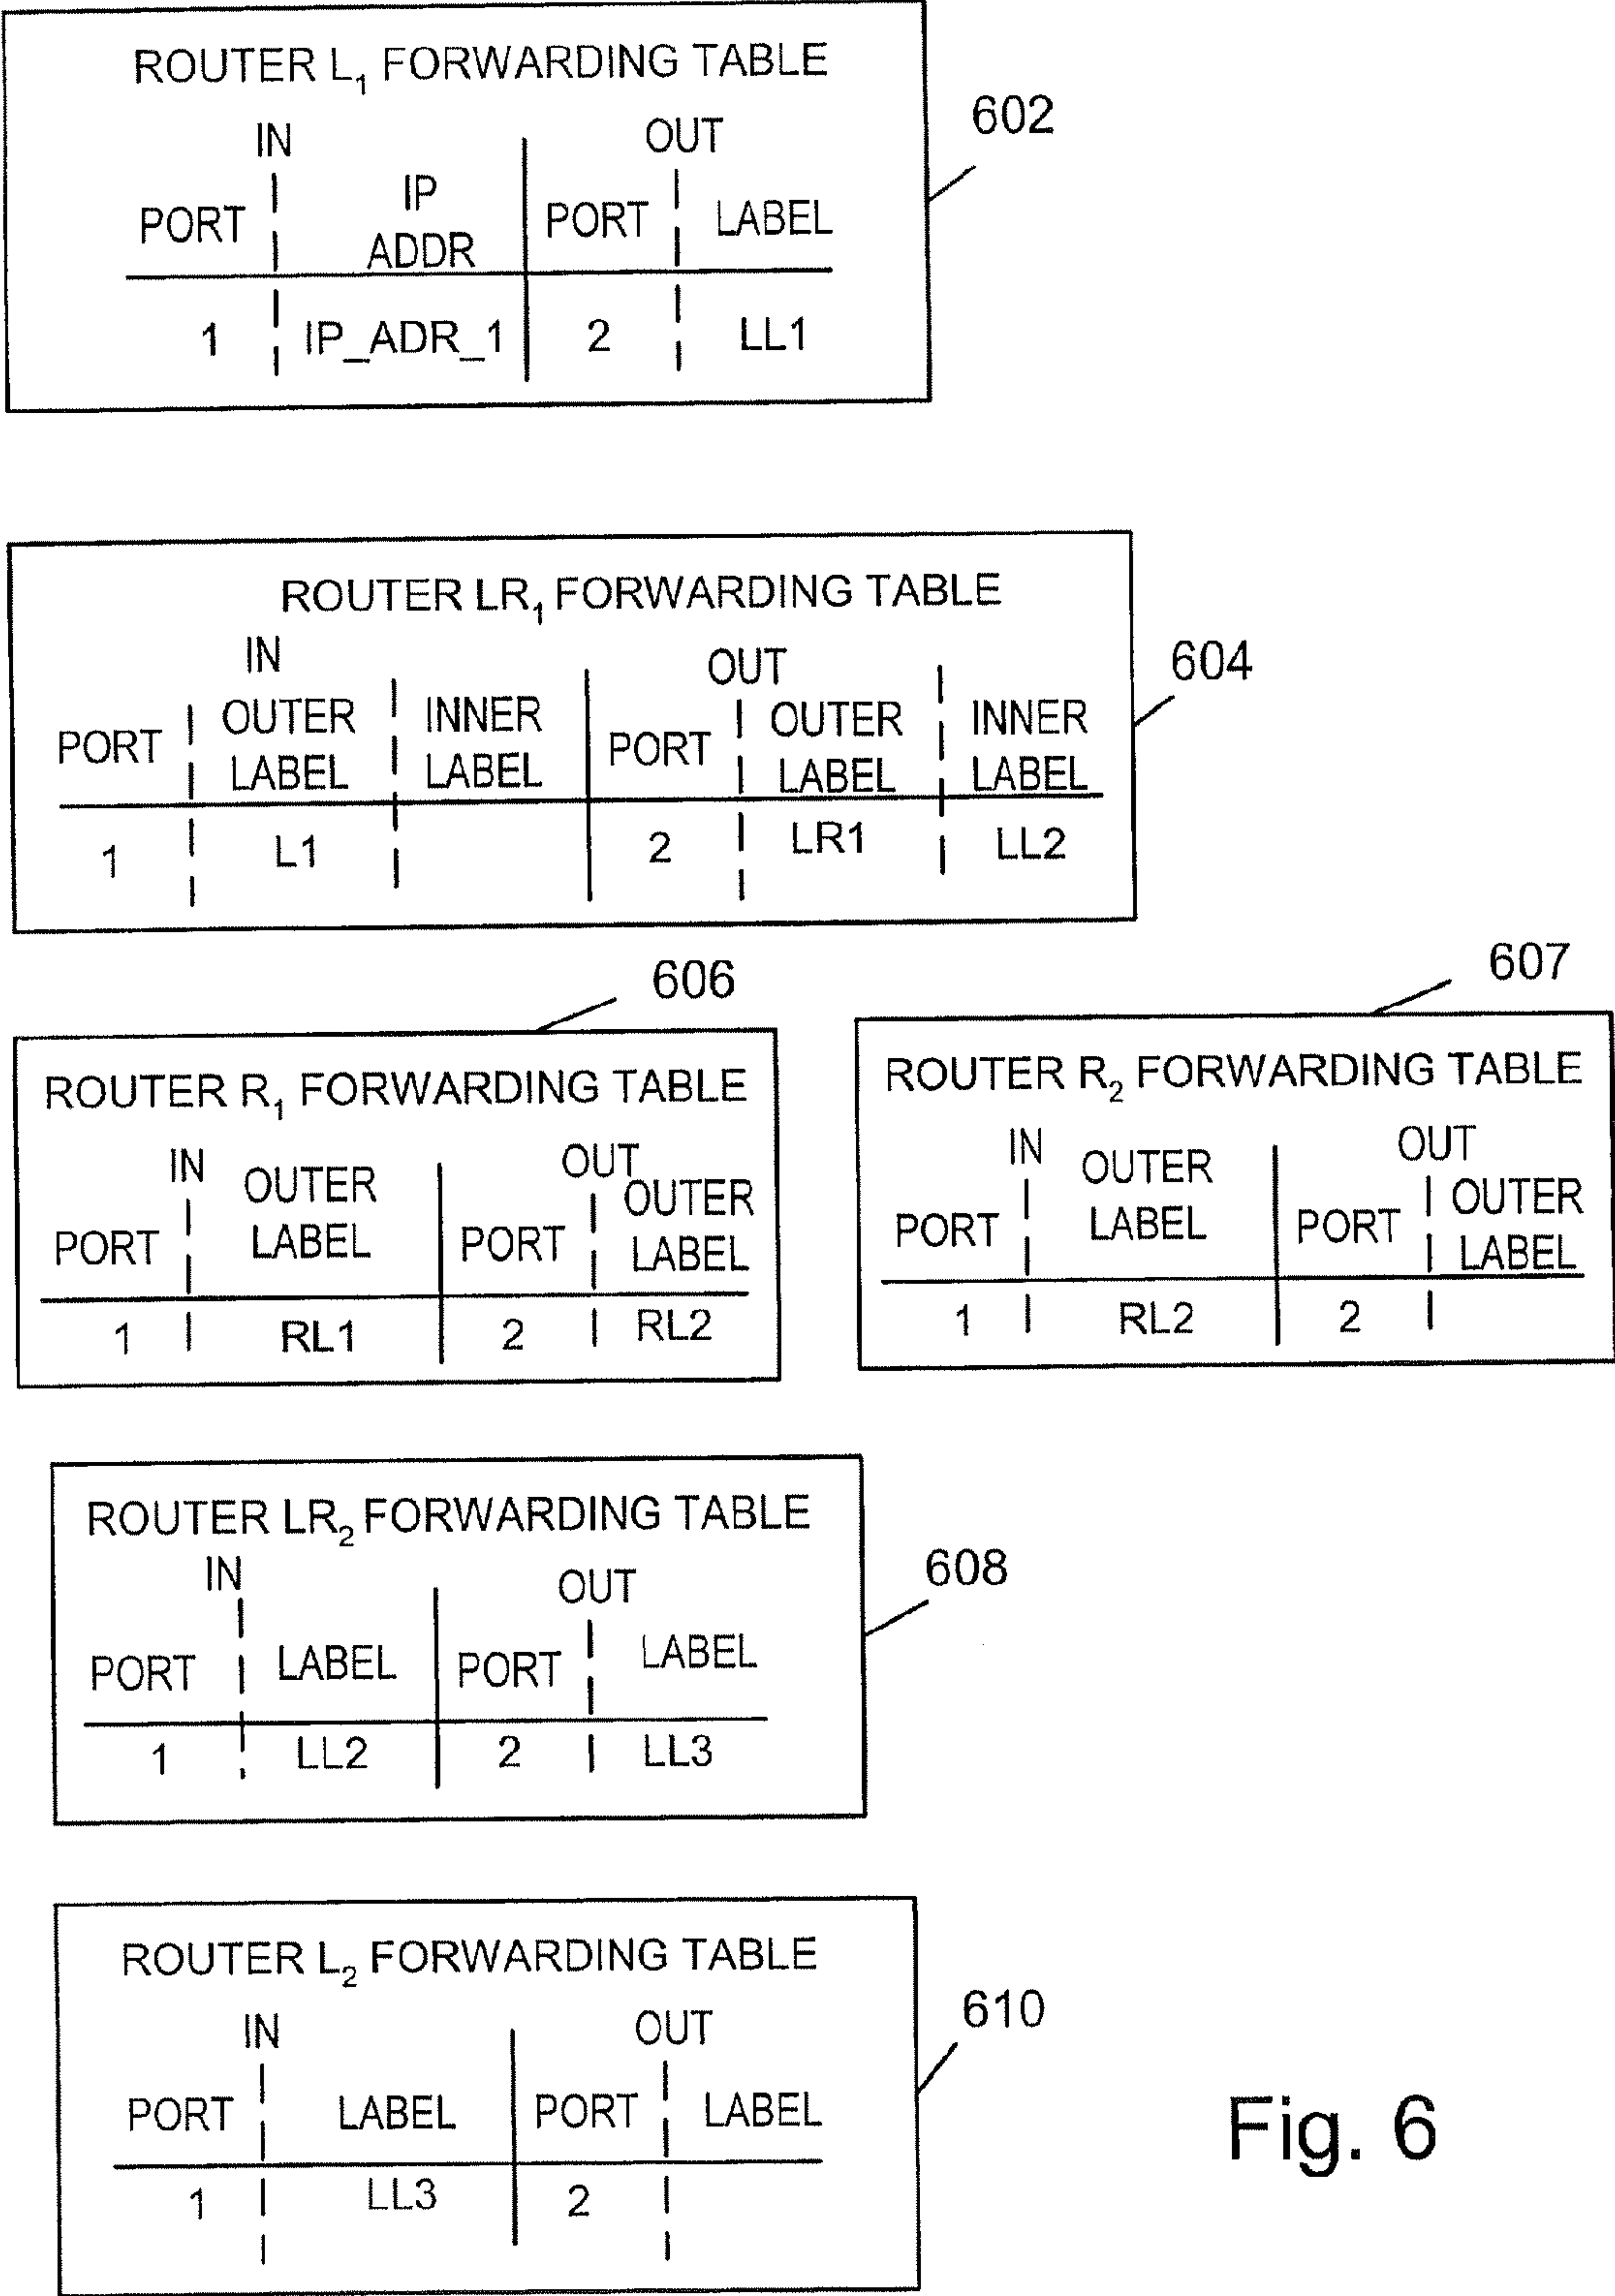 ROUTER L1 FORWARDING TABLE
602
IN OUT
PORT IP ADDR PORT LABEL
1 IP_ADR_1 2 LL1
ROUTER LR1 FORWARDING TABLE
604
IN OUT
PORT OUTER LABEL INNER LABEL PORT OUTER LABEL INNER LABEL
1 L1 2 LR1 LL2
606
ROUTER R1 FORWARDING TABLE
IN OUT
PORT OUTER LABEL PORT OUTER LABEL
1 RL1 2 RL2
607
ROUTER R2 FORWARDING TABLE
IN OUT
PORT OUTER LABEL PORT OUTER LABEL
1 RL2 2
ROUTER LR2 FORWARDING TABLE
608
IN OUT
PORT LABEL PORT LABEL
1 LL2 2 LL3
ROUTER L2 FORWARDING TABLE
610
IN OUT
PORT LABEL PORT LABEL
1 LL3 2
Fig. 6